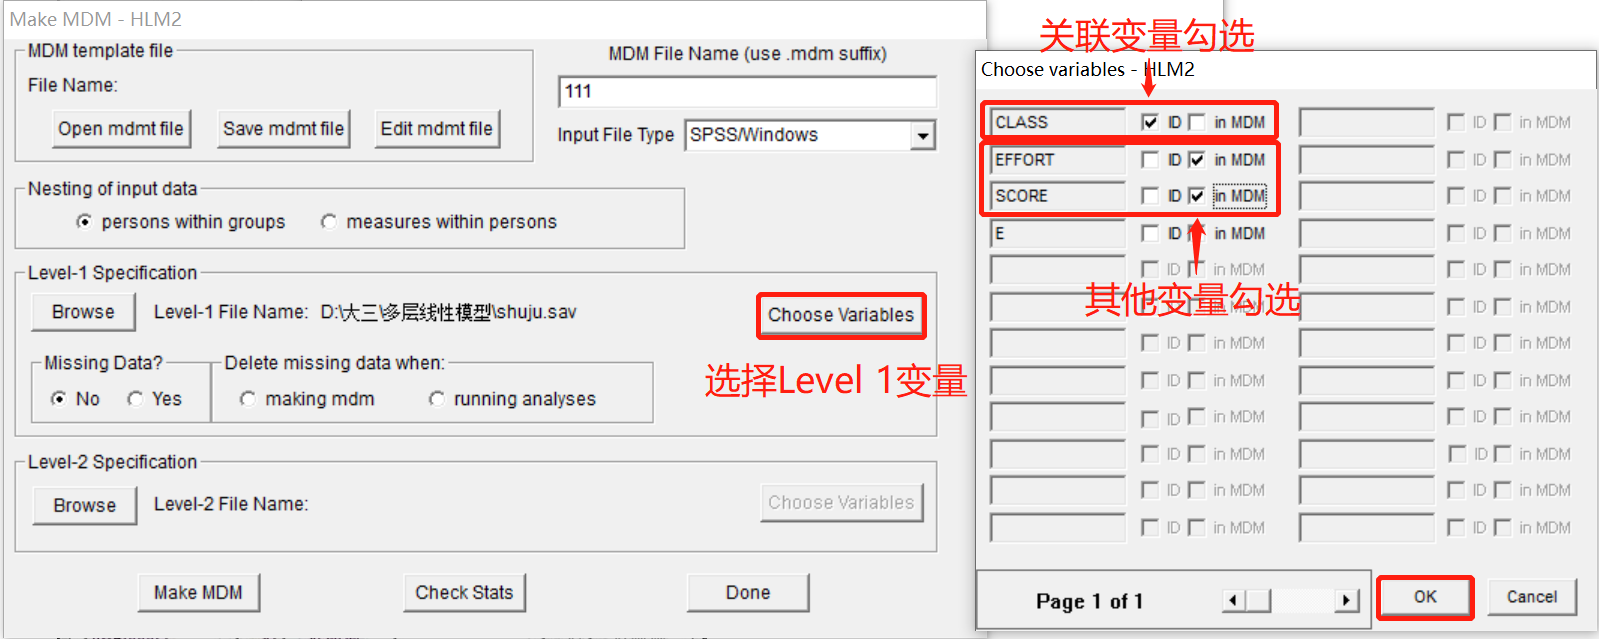 Make MDM - HLM2
MDM template file
File Name:
Open mdmt file
Save mdmt file
Edit mdmt file
MDM File Name (use .mdm suffix)
111
Input File Type
SPSS/Windows
Nesting of input data
persons within groups
measures within persons
Level-1 Specification
Browse
Level-1 File Name: D:\大三\多层线性模型\shuju.sav
Choose Variables
选择Level 1变量
Missing Data?
No
Yes
Delete missing data when:
making mdm
running analyses
Level-2 Specification
Browse
Level-2 File Name:
Choose Variables
Make MDM
Check Stats
Done
关联变量勾选
Choose variables - HLM2
CLASS ID in MDM ID in MDM
EFFORT ID in MDM ID in MDM
SCORE ID in MDM ID in MDM
E ID in MDM ID in MDM
ID in MDM ID in MDM
其他变量勾选
ID in MDM ID in MDM
ID in MDM ID in MDM
ID in MDM ID in MDM
ID in MDM ID in MDM
ID in MDM ID in MDM
ID in MDM ID in MDM
ID in MDM ID in MDM
Page 1 of 1
OK
Cancel